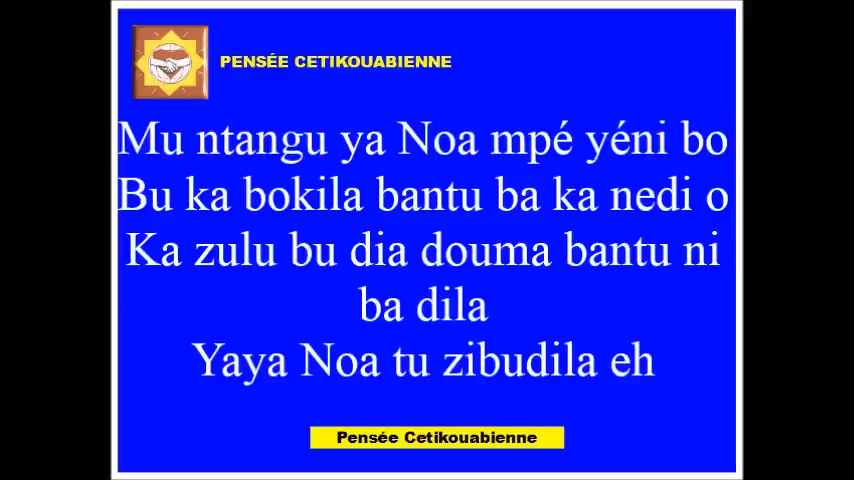 PENSÉE CETIKOUABIENNE
Mu ntangu ya Noa mpé yéni bo
Bu ka bokila bantu ba ka nedi o
Ka zulu bu dia douma bantu ni
ba dila
Yaya Noa tu zibudila eh
Pensée Cetikouabienne